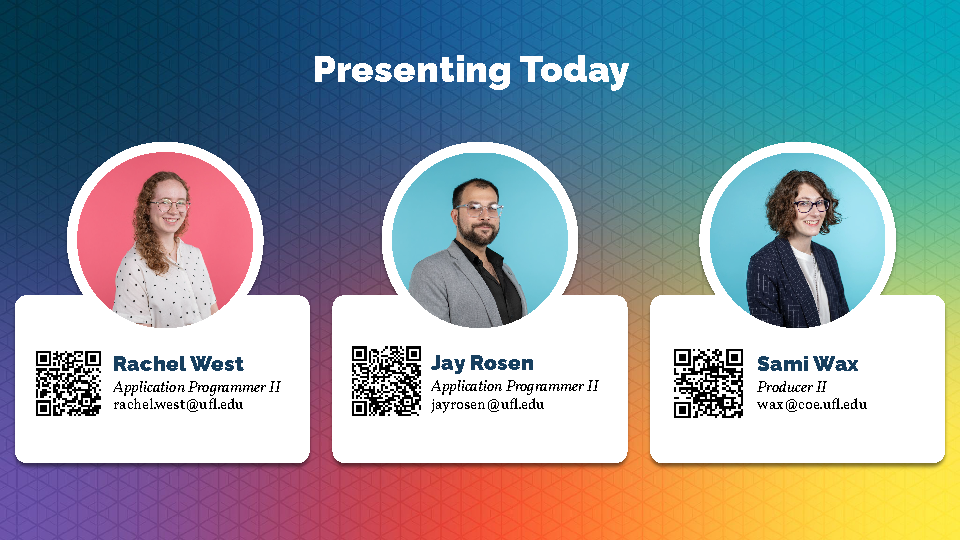 Presenting Today
Rachel West
Application Programmer II
rachel.west@ufl.edu
Jay Rosen
Application Programmer II
jayrosen@ufl.edu
Sami Wax
Producer II
wax@coe.ufl.edu